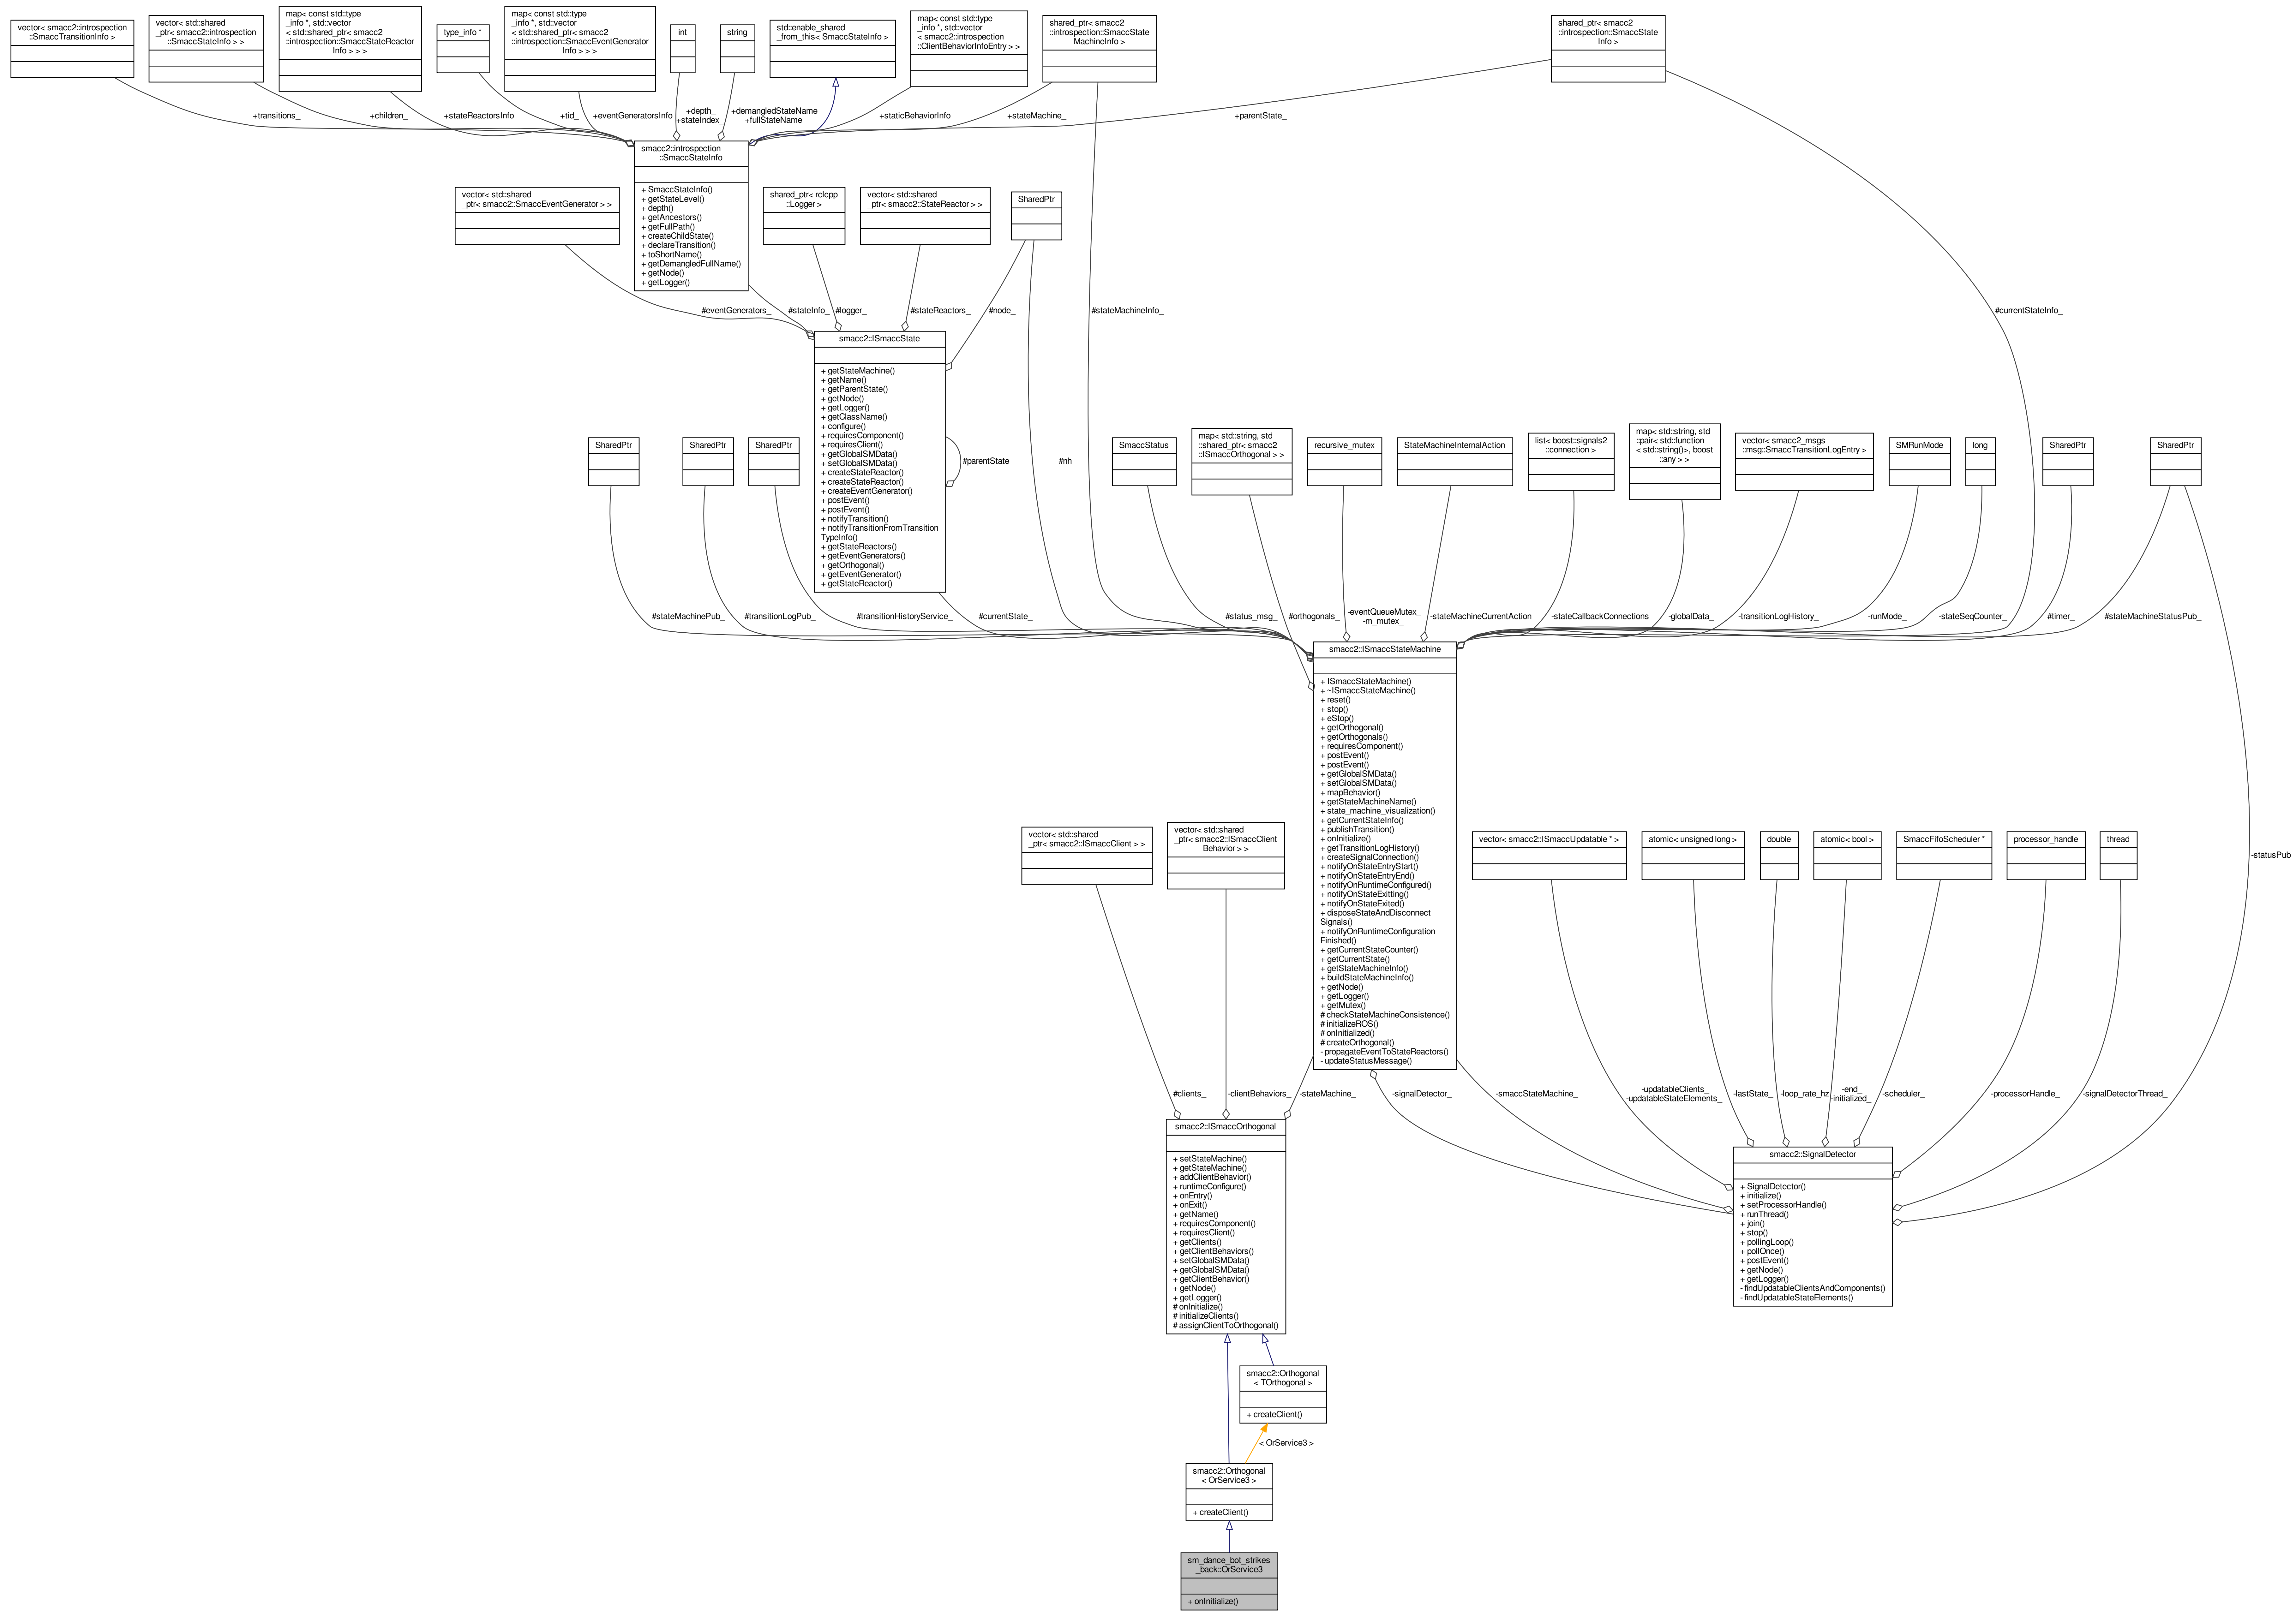 vector< smacc2::introspection
::SmaccTransitionInfo >
vector< std::shared
_ptr< smacc2::introspection
::SmaccStateInfo > >
map< const std::type
_info *, std::vector
< std::shared_ptr< smacc2
::introspection::SmaccStateReactor
Info > > >
type_info *
map< const std::type
_info *, std::vector
< std::shared_ptr< smacc2
::introspection::SmaccEventGenerator
Info > > >
int
string
std::enable_shared
_from_this< SmaccStateInfo >
map< const std::type
_info *, std::vector
< smacc2::introspection
::ClientBehaviorInfoEntry > >
shared_ptr< smacc2
::introspection::SmaccState
MachineInfo >
shared_ptr< smacc2
::introspection::SmaccState
Info >
+transitions_
+children_
+stateReactorsInfo
+tid_
+eventGeneratorsInfo
+depth_
+stateIndex_
+demangledStateName
+fullStateName
+staticBehaviorInfo
+stateMachine_
+parentState_
smacc2::introspection
::SmaccStateInfo
+ SmaccStateInfo()
+ getStateLevel()
+ depth()
+ getAncestors()
+ getFullPath()
+ createChildState()
+ declareTransition()
+ toShortName()
+ getDemangledFullName()
+ getNode()
+ getLogger()
vector< std::shared
_ptr< smacc2::SmaccEventGenerator > >
shared_ptr< rclcpp
::Logger >
vector< std::shared
_ptr< smacc2::StateReactor > >
SharedPtr
#eventGenerators_
#stateInfo_
#logger_
#stateReactors_
#node_
#stateMachineInfo_
#currentStateInfo_
smacc2::ISmaccState
+ getStateMachine()
+ getName()
+ getParentState()
+ getNode()
+ getLogger()
+ getClassName()
+ configure()
+ requiresComponent()
+ requiresClient()
+ getGlobalSMData()
+ setGlobalSMData()
+ createStateReactor()
+ createStateReactor()
+ createEventGenerator()
+ postEvent()
+ postEvent()
+ notifyTransition()
+ notifyTransitionFromTransition
TypeInfo()
+ getStateReactors()
+ getEventGenerators()
+ getOrthogonal()
+ getEventGenerator()
+ getStateReactor()
#parentState_
#nh_
SharedPtr
SharedPtr
SharedPtr
SmaccStatus
map< std::string, std
::shared_ptr< smacc2
::ISmaccOrthogonal > >
recursive_mutex
StateMachineInternalAction
list< boost::signals2
::connection >
map< std::string, std
::pair< std::function
< std::string()>, boost
::any > >
vector< smacc2_msgs
::msg::SmaccTransitionLogEntry >
SMRunMode
long
SharedPtr
SharedPtr
#stateMachinePub_
#transitionLogPub_
#transitionHistoryService_
#currentState_
#status_msg_
#orthogonals_
-eventQueueMutex_
-m_mutex_
-stateMachineCurrentAction
-stateCallbackConnections
-globalData_
-transitionLogHistory_
-runMode_
-stateSeqCounter_
#timer_
#stateMachineStatusPub_
smacc2::ISmaccStateMachine
+ ISmaccStateMachine()
+ ~ISmaccStateMachine()
+ reset()
+ stop()
+ eStop()
+ getOrthogonal()
+ getOrthogonals()
+ requiresComponent()
+ postEvent()
+ postEvent()
+ getGlobalSMData()
+ setGlobalSMData()
+ mapBehavior()
+ getStateMachineName()
+ state_machine_visualization()
+ getCurrentStateInfo()
+ publishTransition()
+ onInitialize()
+ getTransitionLogHistory()
+ createSignalConnection()
+ notifyOnStateEntryStart()
+ notifyOnStateEntryEnd()
+ notifyOnRuntimeConfigured()
+ notifyOnStateExitting()
+ notifyOnStateExited()
+ disposeStateAndDisconnect
Signals()
+ notifyOnRuntimeConfiguration
Finished()
+ getCurrentStateCounter()
+ getCurrentState()
+ getStateMachineInfo()
+ buildStateMachineInfo()
+ getNode()
+ getLogger()
+ getMutex()
# checkStateMachineConsistence()
# initializeROS()
# onInitialized()
# createOrthogonal()
- propagateEventToStateReactors()
- updateStatusMessage()
vector< std::shared
_ptr< smacc2::ISmaccClient > >
vector< std::shared
_ptr< smacc2::ISmaccClient
Behavior > >
vector< smacc2::ISmaccUpdatable * >
atomic< unsigned long >
double
atomic< bool >
SmaccFifoScheduler *
processor_handle
thread
-statusPub_
#clients_
-clientBehaviors_
-stateMachine_
-signalDetector_
-smaccStateMachine_
-updatableClients_
-updatableStateElements_
-lastState_
-loop_rate_hz
-end_
-initialized_
-scheduler_
-processorHandle_
-signalDetectorThread_
smacc2::ISmaccOrthogonal
+ setStateMachine()
+ getStateMachine()
+ addClientBehavior()
+ runtimeConfigure()
+ onEntry()
+ onExit()
+ getName()
+ requiresComponent()
+ requiresClient()
+ getClients()
+ getClientBehaviors()
+ setGlobalSMData()
+ getGlobalSMData()
+ getClientBehavior()
+ getNode()
+ getLogger()
# onInitialize()
# initializeClients()
# assignClientToOrthogonal()
smacc2::SignalDetector
+ SignalDetector()
+ initialize()
+ setProcessorHandle()
+ runThread()
+ join()
+ stop()
+ pollingLoop()
+ pollOnce()
+ postEvent()
+ getNode()
+ getLogger()
- findUpdatableClientsAndComponents()
- findUpdatableStateElements()
smacc2::Orthogonal
< TOrthogonal >
+ createClient()
< OrService3 >
smacc2::Orthogonal
< OrService3 >
+ createClient()
sm_dance_bot_strikes
_back::OrService3
+ onInitialize()